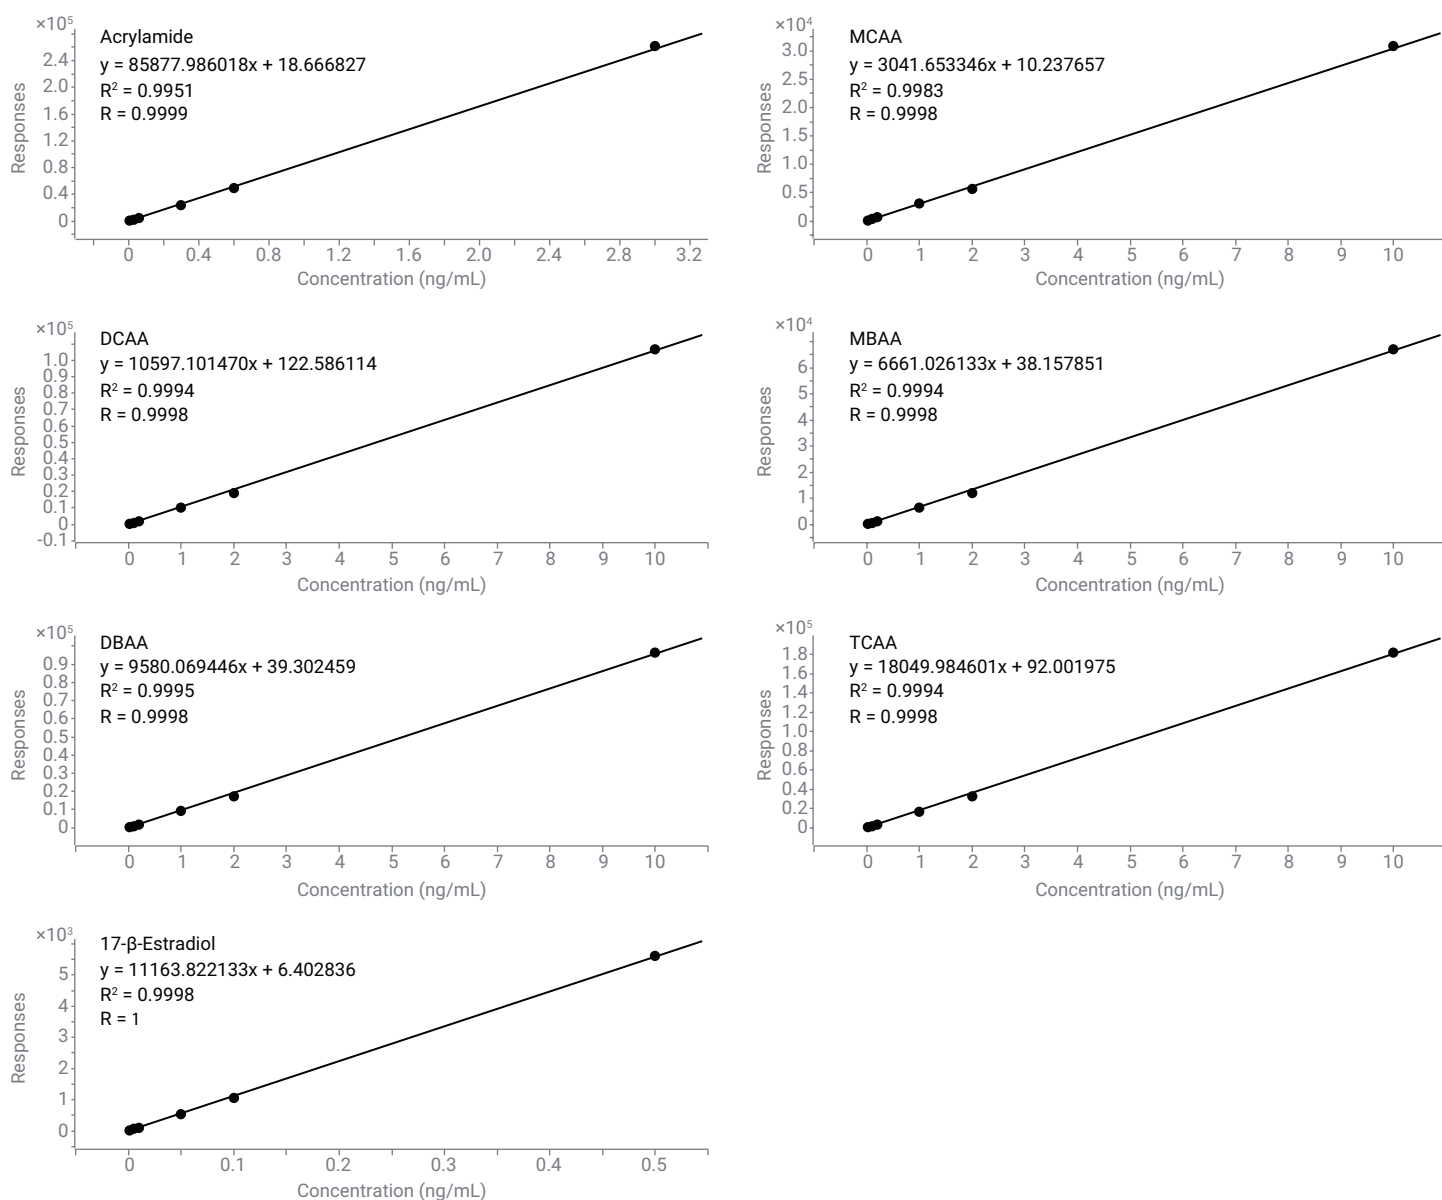 ×10⁵
Acrylamide
y = 85877.986018x + 18.666827
R² = 0.9951
R = 0.9999
Responses
2.4
2.0
1.6
1.2
0.8
0.4
0
0 0.4 0.8 1.2 1.6 2.0 2.4 2.8 3.2
Concentration (ng/mL)
×10⁴
MCAA
y = 3041.653346x + 10.237657
R² = 0.9983
R = 0.9998
Responses
3.0
2.5
2.0
1.5
1.0
0.5
0
0 1 2 3 4 5 6 7 8 9 10
Concentration (ng/mL)
×10⁵
DCAA
y = 10597.101470x + 122.586114
R² = 0.9994
R = 0.9998
Responses
1.0
0.9
0.8
0.7
0.6
0.5
0.4
0.3
0.2
0.1
0
-0.1
0 1 2 3 4 5 6 7 8 9 10
Concentration (ng/mL)
×10⁴
MBAA
y = 6661.026133x + 38.157851
R² = 0.9994
R = 0.9998
Responses
6
5
4
3
2
1
0
0 1 2 3 4 5 6 7 8 9 10
Concentration (ng/mL)
×10⁵
DBAA
y = 9580.069446x + 39.302459
R² = 0.9995
R = 0.9998
Responses
0.9
0.8
0.7
0.6
0.5
0.4
0.3
0.2
0.1
0
0 1 2 3 4 5 6 7 8 9 10
Concentration (ng/mL)
×10⁵
TCAA
y = 18049.984601x + 92.001975
R² = 0.9994
R = 0.9998
Responses
1.8
1.6
1.4
1.2
1.0
0.8
0.6
0.4
0.2
0
0 1 2 3 4 5 6 7 8 9 10
Concentration (ng/mL)
×10³
17-β-Estradiol
y = 11163.822133x + 6.402836
R² = 0.9998
R = 1
Responses
5
4
3
2
1
0
0 0.1 0.2 0.3 0.4 0.5
Concentration (ng/mL)